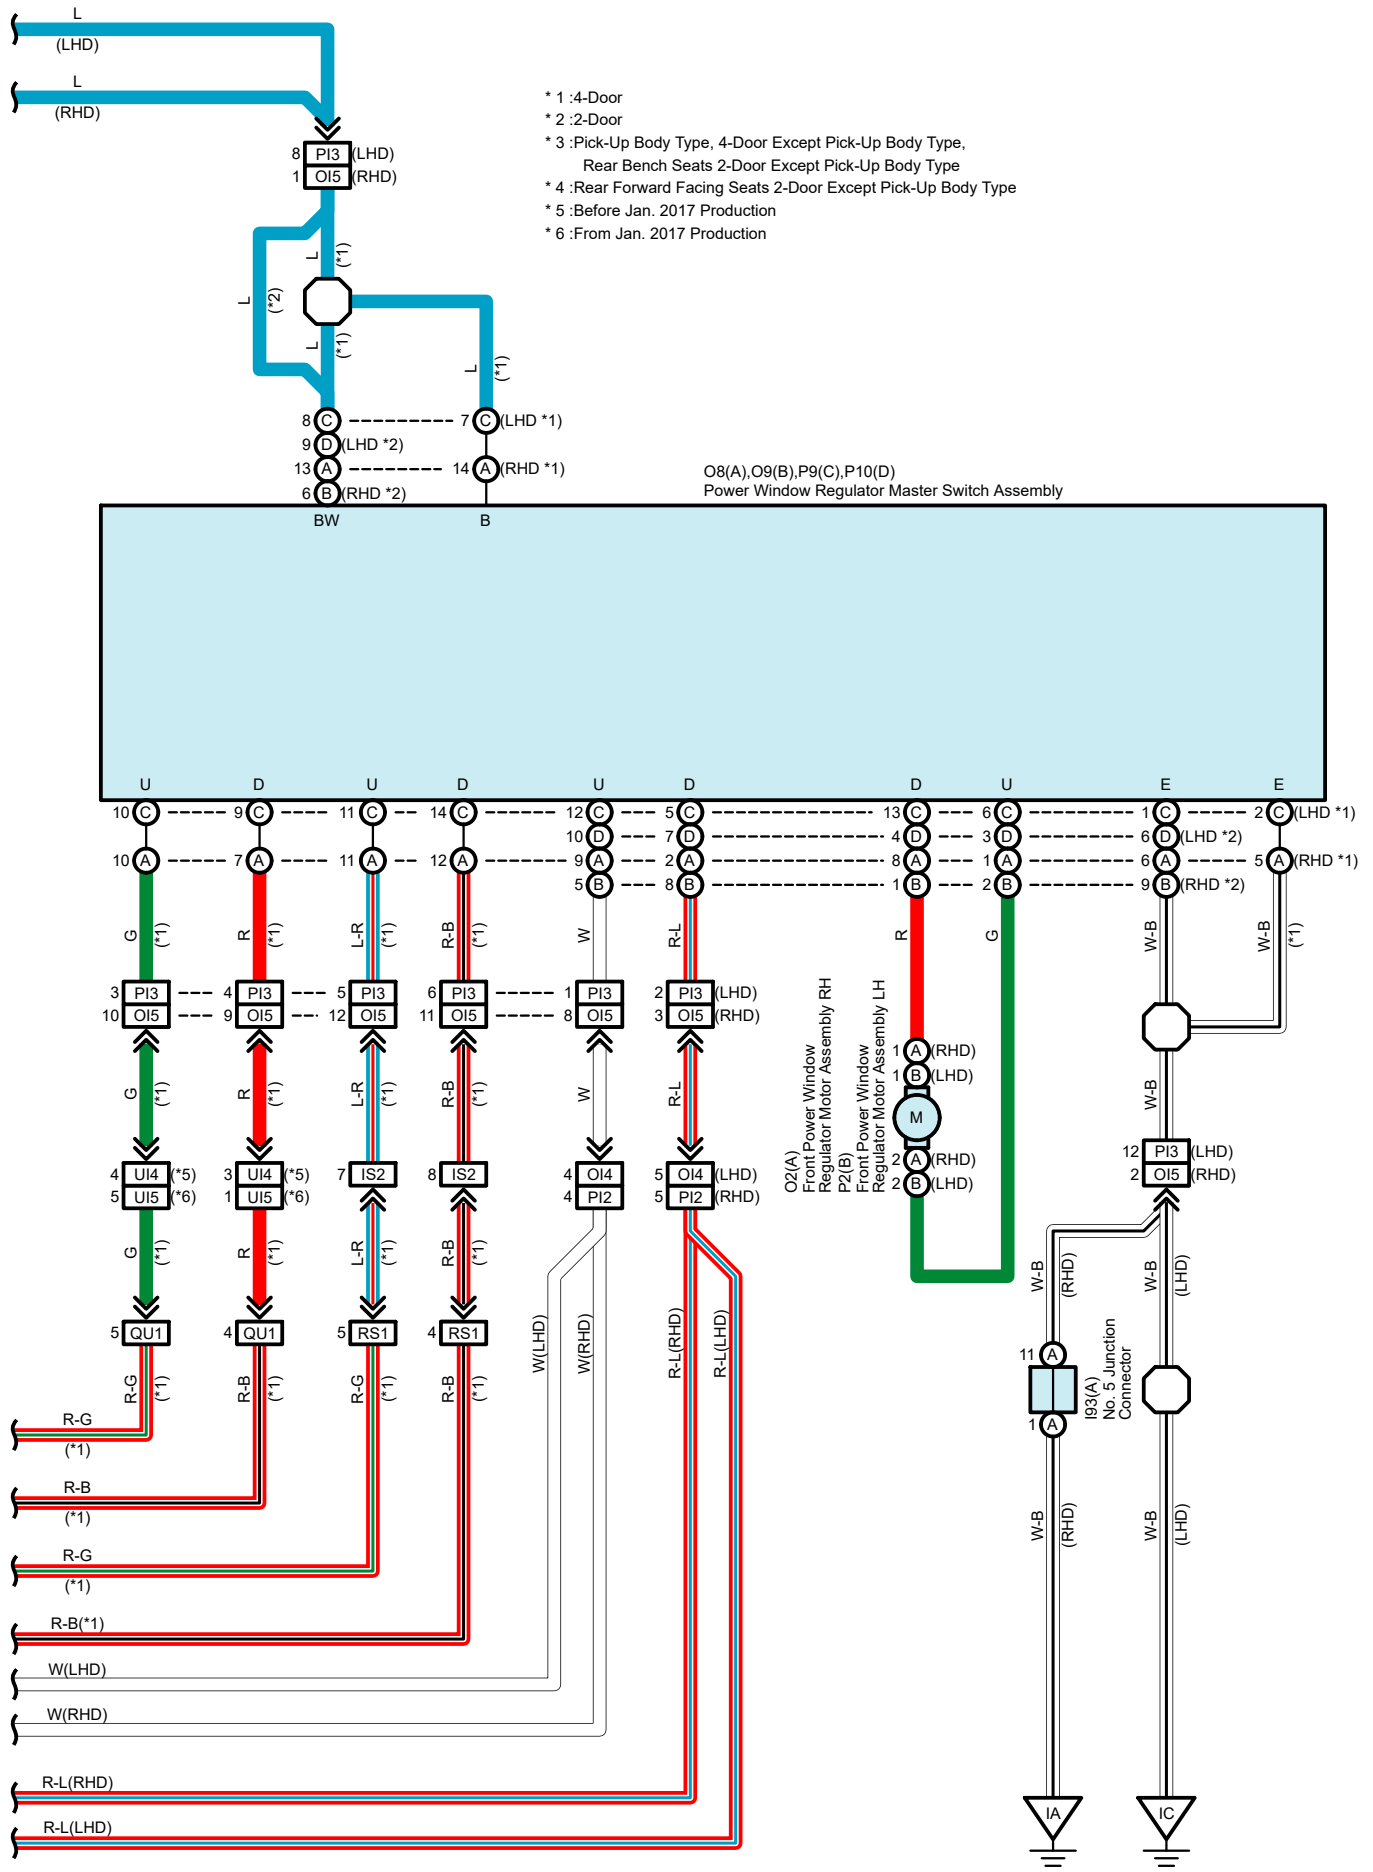 L
(LHD)
L
(RHD)
* 1 :4-Door
* 2 :2-Door
* 3 :Pick-Up Body Type, 4-Door Except Pick-Up Body Type,
Rear Bench Seats 2-Door Except Pick-Up Body Type
* 4 :Rear Forward Facing Seats 2-Door Except Pick-Up Body Type
* 5 :Before Jan. 2017 Production
* 6 :From Jan. 2017 Production
8 PI3 (LHD)
1 OI5 (RHD)
L (*1)
L (*2)
L (*1)
L (*1)
8 C 7 C (LHD *1)
9 D (LHD *2)
13 A 14 A (RHD *1)
6 B (RHD *2)
O8(A),O9(B),P9(C),P10(D)
Power Window Regulator Master Switch Assembly
BW B
U D U D U D D U E E
10 C 9 C 11 C 14 C 12 C 5 C 13 C 6 C 1 C 2 C (LHD *1)
10 D 7 D 4 D 3 D 6 D (LHD *2)
10 A 7 A 11 A 12 A 9 A 2 A 8 A 1 A 6 A 5 A (RHD *1)
5 B 8 B 1 B 2 B 9 B (RHD *2)
G (*1) R (*1) L-R (*1) R-B (*1) W R-L R G W-B W-B (*1)
3 PI3 4 PI3 5 PI3 6 PI3 1 PI3 2 PI3 (LHD)
10 OI5 9 OI5 12 OI5 11 OI5 8 OI5 3 OI5 (RHD)
O2(A)
Front Power Window
Regulator Motor Assembly RH
P2(B)
Front Power Window
Regulator Motor Assembly LH
1 A (RHD)
1 B (LHD)
M
2 A (RHD)
2 B (LHD)
G (*1) R (*1) L-R (*1) R-B (*1) W R-L W-B
12 PI3 (LHD)
2 OI5 (RHD)
4 UI4 (*5) 3 UI4 (*5) 7 IS2 8 IS2 4 OI4 5 OI4 (LHD)
5 UI5 (*6) 1 UI5 (*6) 4 PI2 5 PI2 (RHD)
G (*1) R (*1) L-R (*1) R-B (*1)
W-B (RHD) W-B (LHD)
5 QU1 4 QU1 5 RS1 4 RS1
W(LHD) W(RHD) R-L(RHD) R-L(LHD)
11 A
I93(A)
No. 5 Junction
Connector
1 A
R-G (*1) R-B (*1) R-G (*1) R-B (*1)
R-G
(*1)
R-B
(*1)
W-B (RHD) W-B (LHD)
R-G
(*1)
R-B(*1)
W(LHD)
W(RHD)
R-L(RHD)
R-L(LHD)
IA IC